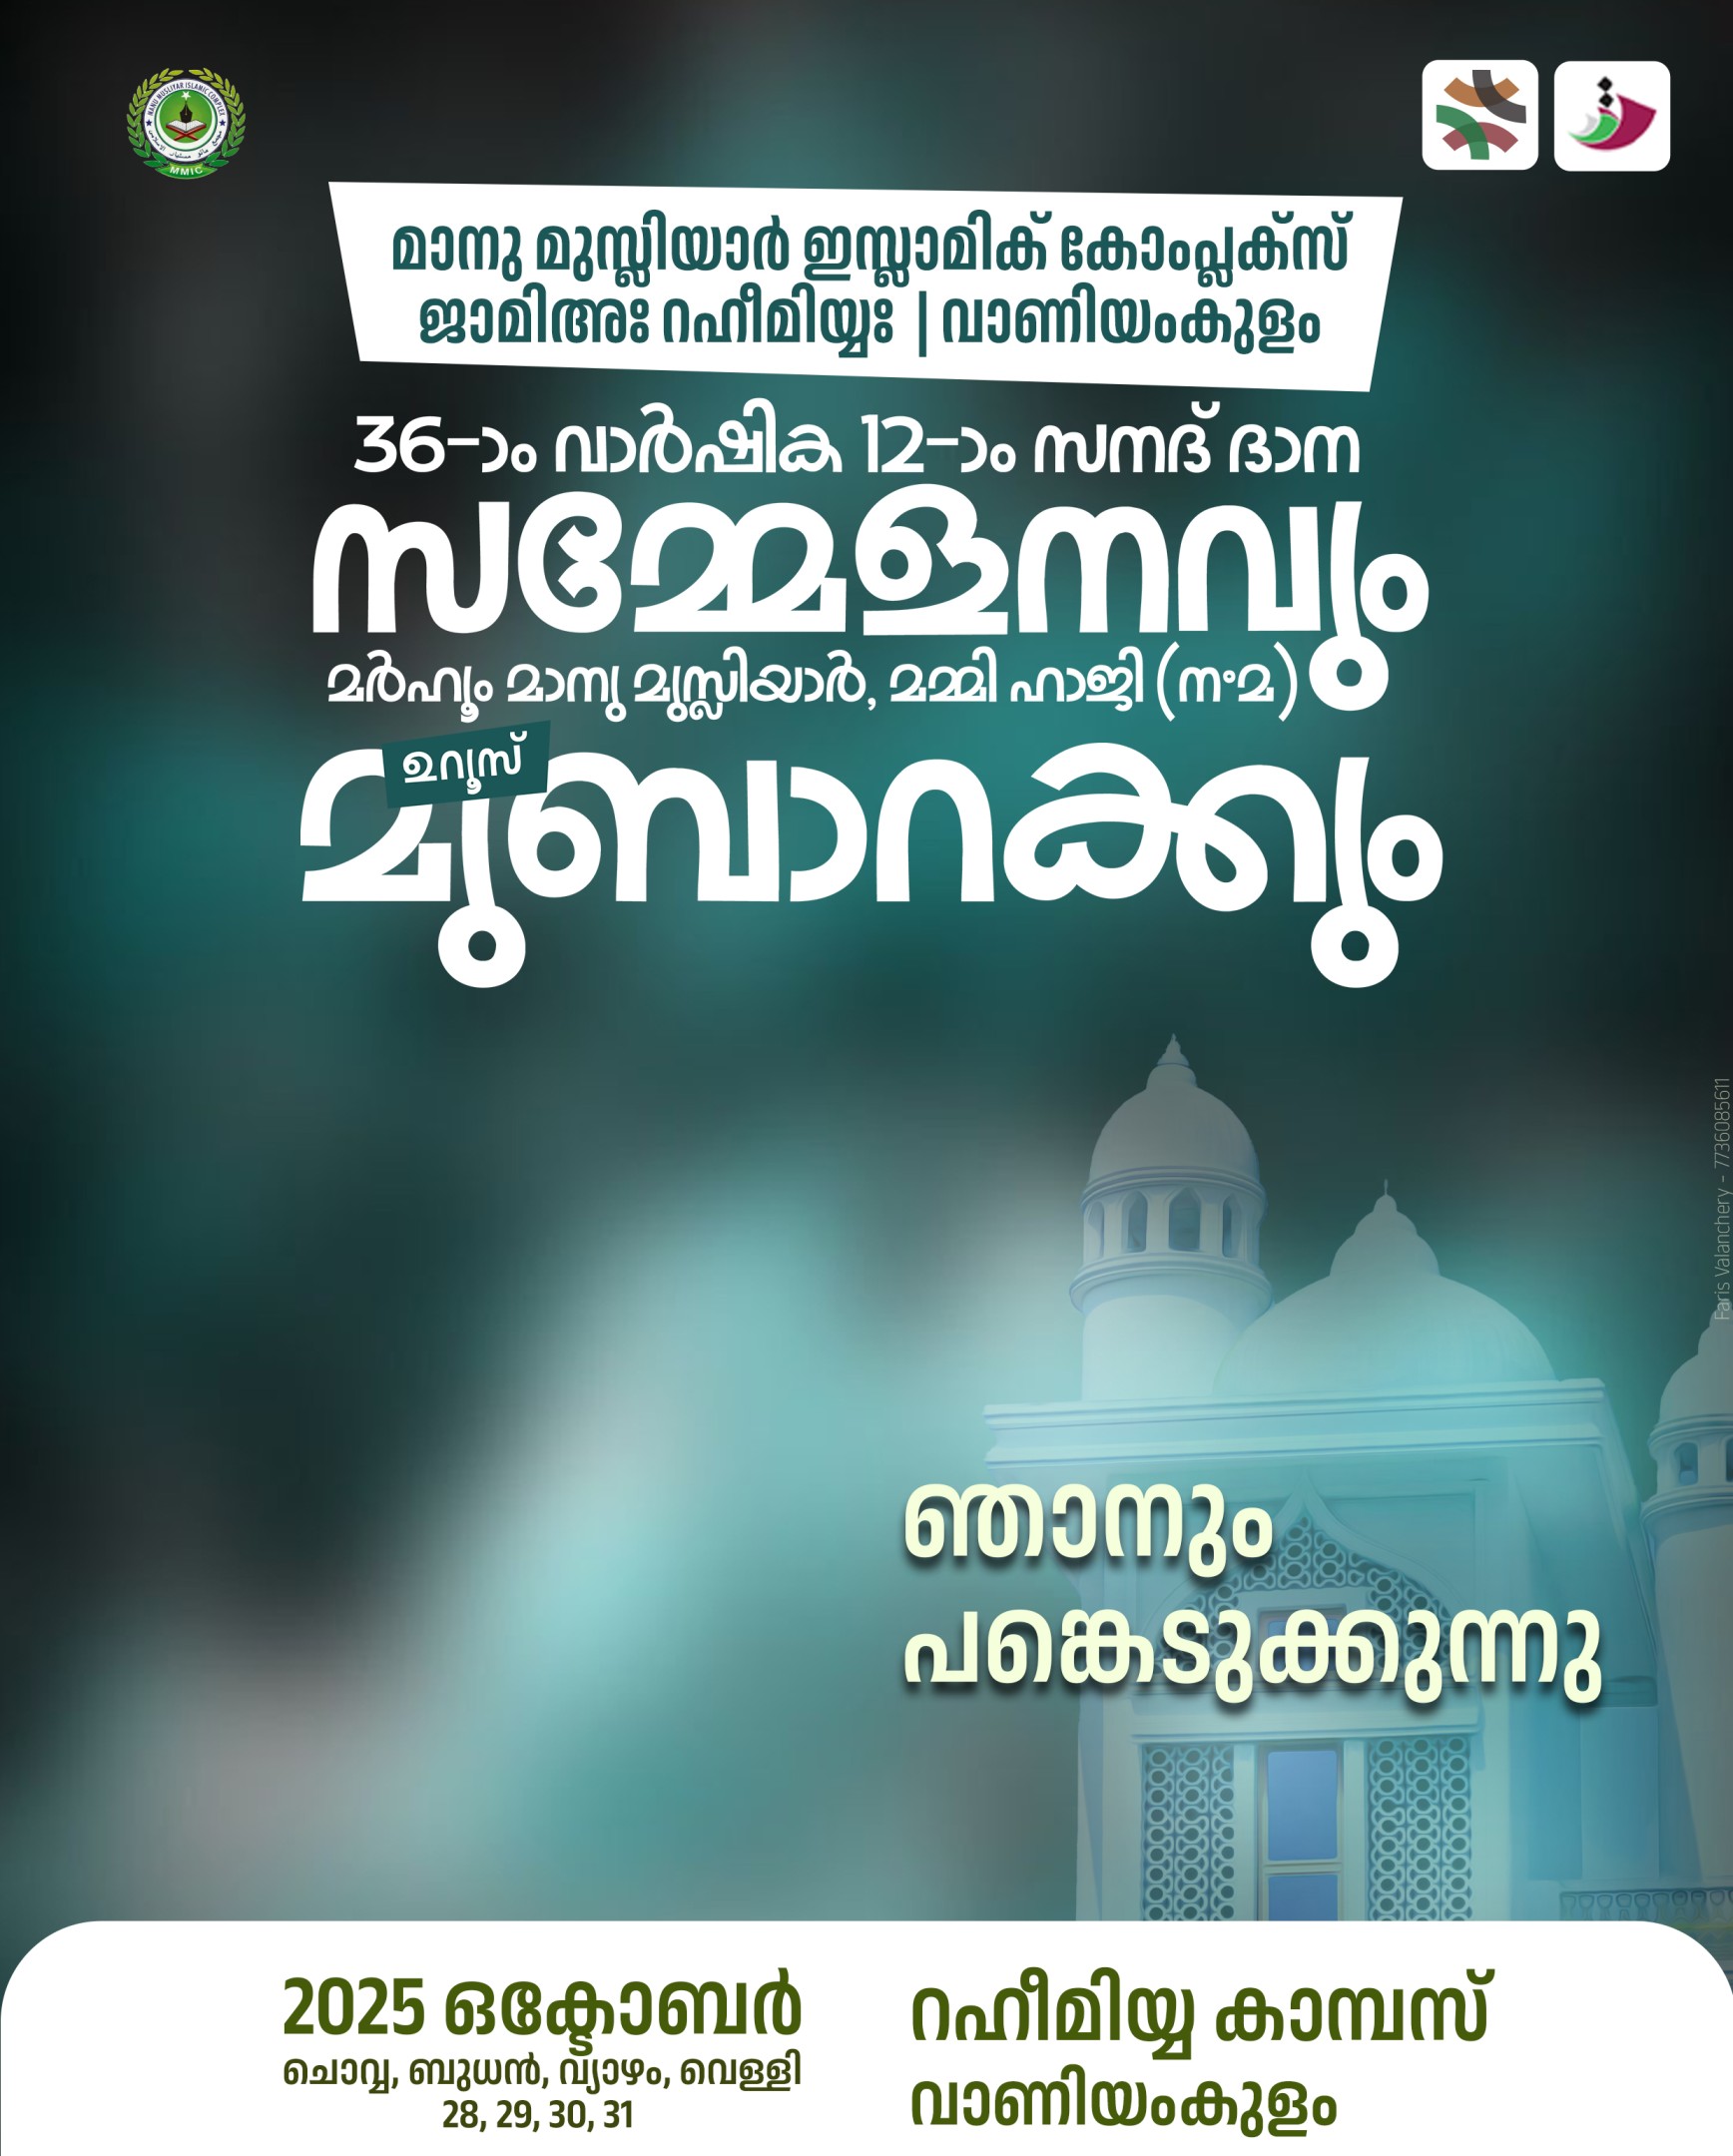 MANU MUSLIYAR ISLAMIC COMPLEX
MMIC
മാനു മുസ്ലിയാർ ഇസ്ലാമിക് കോംപ്ലക്സ്
ജാമിഅഃ റഹീമിയ്യഃ | വാണിയംകുളം
36-ാം വാർഷിക 12-ാം സനദ് ദാന
സമ്മേളനവും
മർഹൂം മാനു മുസ്ലിയാർ, മമ്മി ഹാജി (ന:മ)
ഉറൂസ്
മുബാറക്കും
Faris Valanchery - 7736085611
ഞാനും
പങ്കെടുക്കുന്നു
2025 ഒക്ടോബർ
ചൊവ്വ, ബുധൻ, വ്യാഴം, വെള്ളി
28, 29, 30, 31
റഹീമിയ്യ കാമ്പസ്
വാണിയംകുളം